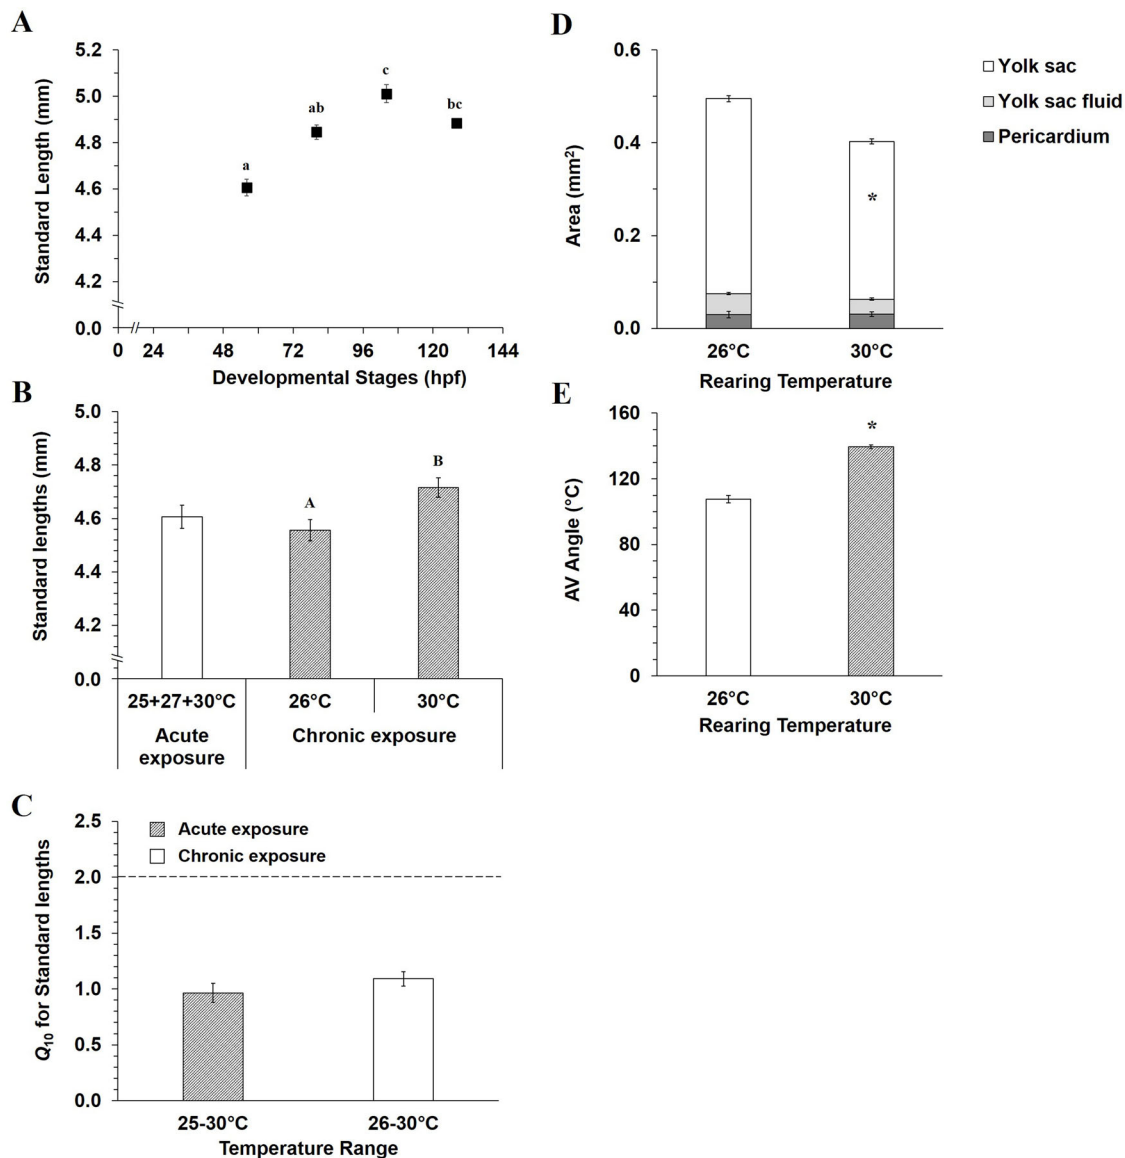 A
5.2
5.0
4.8
4.6
4.4
4.2
0.0
Standard Length (mm)
a
ab
c
bc
0 24 48 72 96 120 144
Developmental Stages (hpf)
B
5.0
4.8
4.6
4.4
4.2
0.0
Standard lengths (mm)
A
B
25+27+30°C 26°C 30°C
Acute exposure
Chronic exposure
C
2.5
2.0
1.5
1.0
0.5
0.0
Q10 for Standard lengths
Acute exposure
Chronic exposure
25-30°C 26-30°C
Temperature Range
D
0.6
0.4
0.2
0.0
Area (mm²)
*
Yolk sac
Yolk sac fluid
Pericardium
26°C 30°C
Rearing Temperature
E
160
120
80
40
0
AV Angle (°C)
*
26°C 30°C
Rearing Temperature